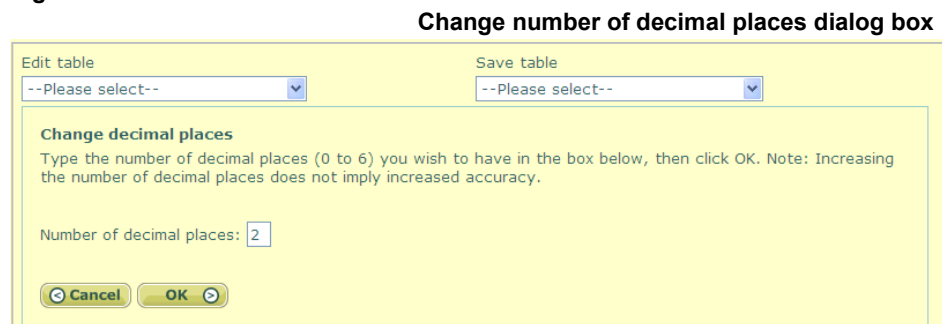 Change number of decimal places dialog box
Edit table
Save table
--Please select--
--Please select--
Change decimal places
Type the number of decimal places (0 to 6) you wish to have in the box below, then click OK. Note: Increasing
the number of decimal places does not imply increased accuracy.
Number of decimal places: 2
Cancel
OK